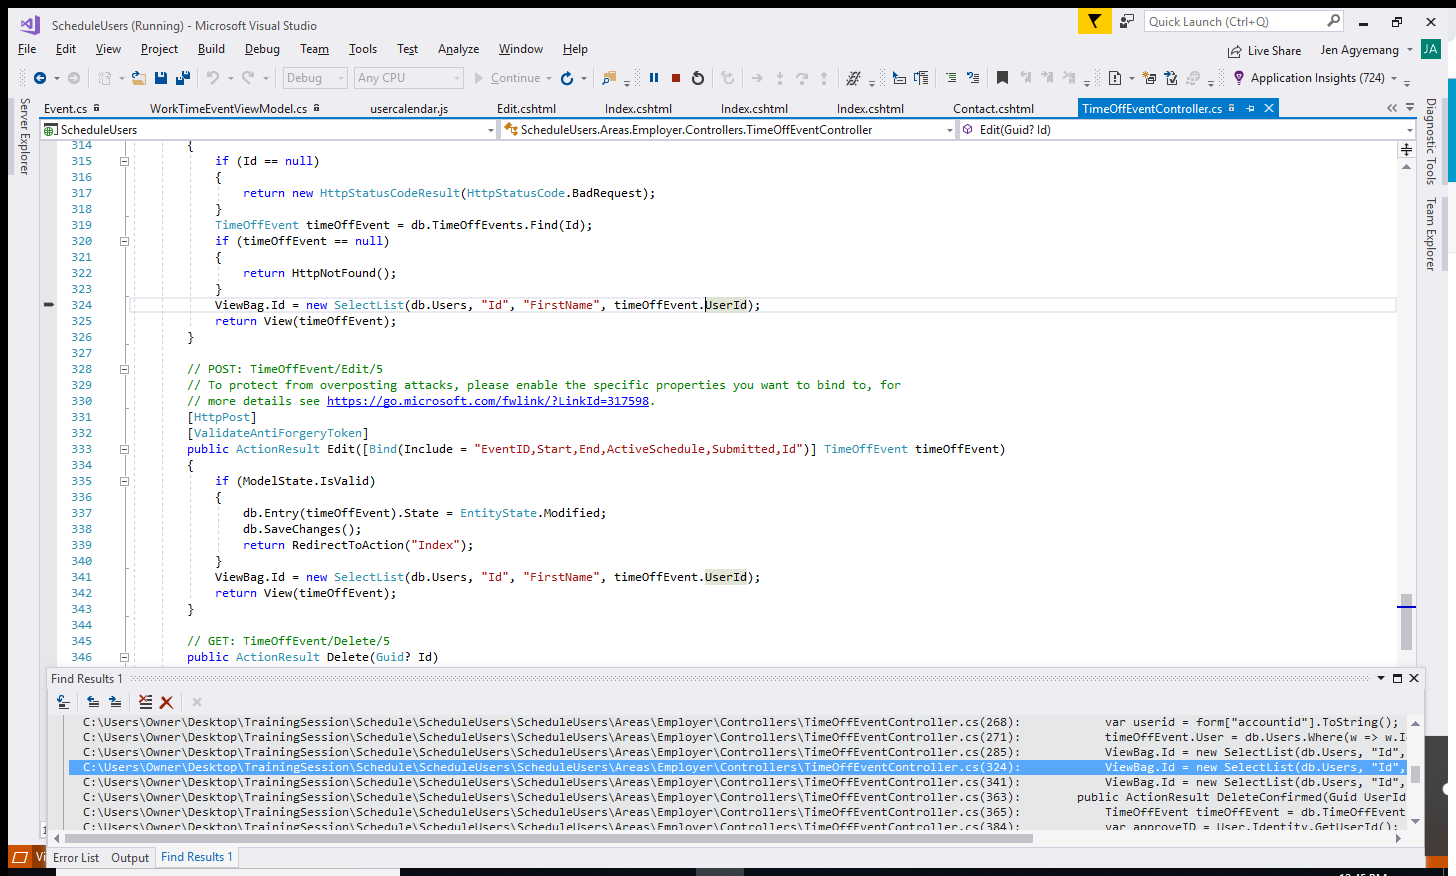 ScheduleUsers (Running) - Microsoft Visual Studio
Quick Launch (Ctrl+Q)
File Edit View Project Build Debug Team Tools Test Analyze Window Help
Live Share Jen Agyemang JA
Debug Any CPU Continue Application Insights (724)
Event.cs WorkTimeEventViewModel.cs usercalendar.js Edit.cshtml Index.cshtml Index.cshtml Index.cshtml Contact.cshtml TimeOffEventController.cs
ScheduleUsers ScheduleUsers.Areas.Employer.Controllers.TimeOffEventController Edit(Guid? Id)
Server Explorer
Diagnostic Tools
Team Explorer
314 {
315 if (Id == null)
316 {
317 return new HttpStatusCodeResult(HttpStatusCode.BadRequest);
318 }
319 TimeOffEvent timeOffEvent = db.TimeOffEvents.Find(Id);
320 if (timeOffEvent == null)
321 {
322 return HttpNotFound();
323 }
324 ViewBag.Id = new SelectList(db.Users, "Id", "FirstName", timeOffEvent.UserId);
325 return View(timeOffEvent);
326 }
327
328 // POST: TimeOffEvent/Edit/5
329 // To protect from overposting attacks, please enable the specific properties you want to bind to, for
330 // more details see https://go.microsoft.com/fwlink/?LinkId=317598.
331 [HttpPost]
332 [ValidateAntiForgeryToken]
333 public ActionResult Edit([Bind(Include = "EventID,Start,End,ActiveSchedule,Submitted,Id")] TimeOffEvent timeOffEvent)
334 {
335 if (ModelState.IsValid)
336 {
337 db.Entry(timeOffEvent).State = EntityState.Modified;
338 db.SaveChanges();
339 return RedirectToAction("Index");
340 }
341 ViewBag.Id = new SelectList(db.Users, "Id", "FirstName", timeOffEvent.UserId);
342 return View(timeOffEvent);
343 }
344
345 // GET: TimeOffEvent/Delete/5
346 public ActionResult Delete(Guid? Id)
Find Results 1
C:\Users\Owner\Desktop\TrainingSession\Schedule\ScheduleUsers\ScheduleUsers\Areas\Employer\Controllers\TimeOffEventController.cs(268): var userid = form["accountid"].ToString();
C:\Users\Owner\Desktop\TrainingSession\Schedule\ScheduleUsers\ScheduleUsers\Areas\Employer\Controllers\TimeOffEventController.cs(271): timeOffEvent.User = db.Users.Where(w => w.I
C:\Users\Owner\Desktop\TrainingSession\Schedule\ScheduleUsers\ScheduleUsers\Areas\Employer\Controllers\TimeOffEventController.cs(285): ViewBag.Id = new SelectList(db.Users, "Id",
C:\Users\Owner\Desktop\TrainingSession\Schedule\ScheduleUsers\ScheduleUsers\Areas\Employer\Controllers\TimeOffEventController.cs(324): ViewBag.Id = new SelectList(db.Users, "Id",
C:\Users\Owner\Desktop\TrainingSession\Schedule\ScheduleUsers\ScheduleUsers\Areas\Employer\Controllers\TimeOffEventController.cs(341): ViewBag.Id = new SelectList(db.Users, "Id",
C:\Users\Owner\Desktop\TrainingSession\Schedule\ScheduleUsers\ScheduleUsers\Areas\Employer\Controllers\TimeOffEventController.cs(363): public ActionResult DeleteConfirmed(Guid UserId
C:\Users\Owner\Desktop\TrainingSession\Schedule\ScheduleUsers\ScheduleUsers\Areas\Employer\Controllers\TimeOffEventController.cs(365): TimeOffEvent timeOffEvent = db.TimeOffEvent
C:\Users\Owner\Desktop\TrainingSession\Schedule\ScheduleUsers\ScheduleUsers\Areas\Employer\Controllers\TimeOffEventController.cs(384): var approveID = User.Identity.GetUserId();
Error List Output Find Results 1